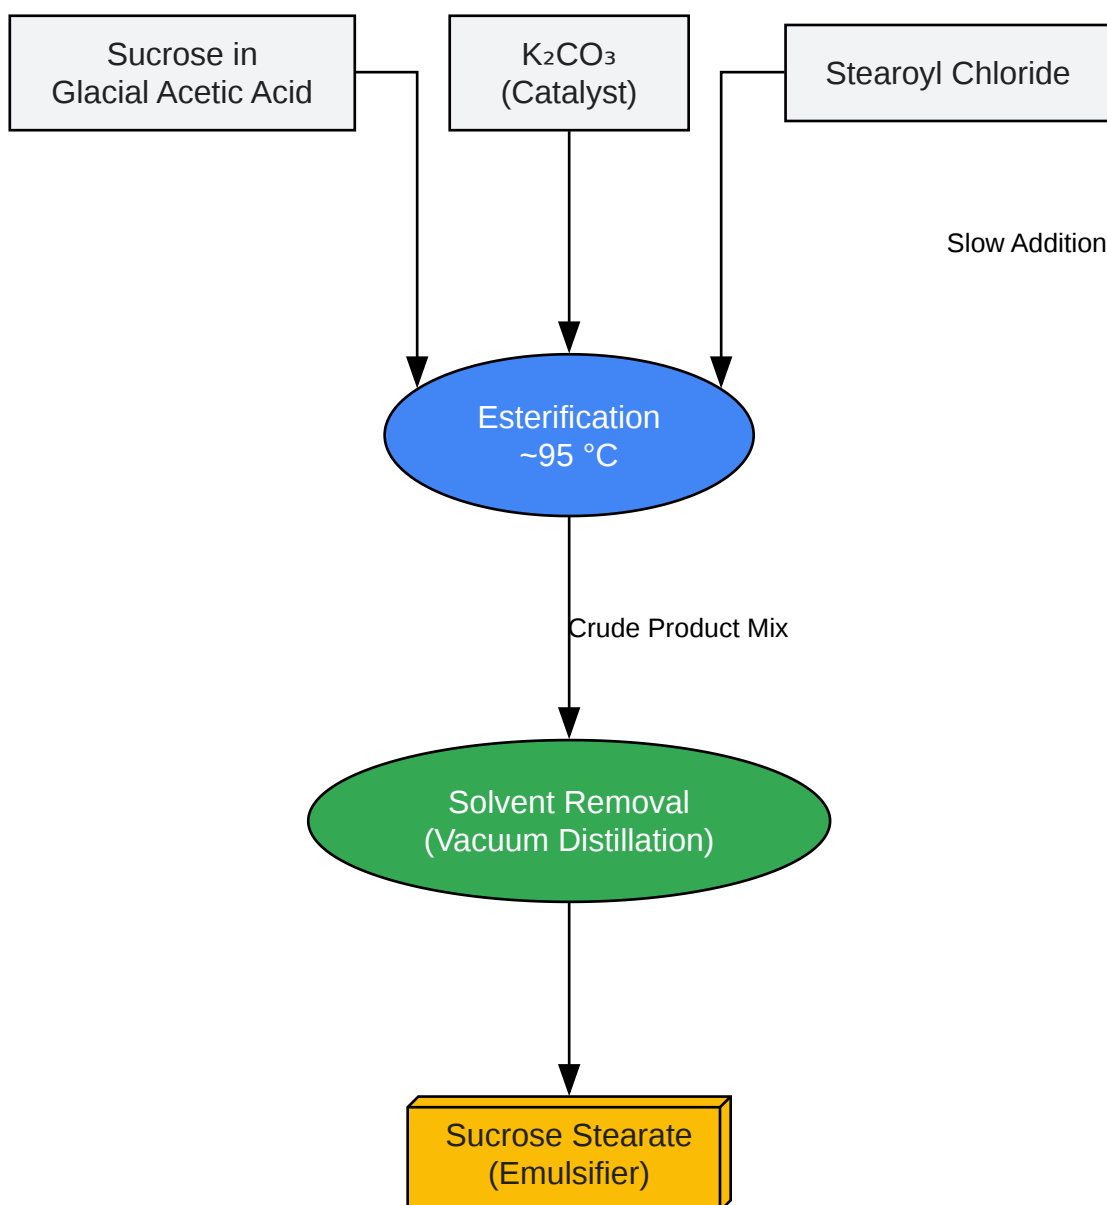 Sucrose in
Glacial Acetic Acid
K₂CO₃
(Catalyst)
Stearoyl Chloride
Slow Addition
Esterification
~95 °C
Crude Product Mix
Solvent Removal
(Vacuum Distillation)
Sucrose Stearate
(Emulsifier)